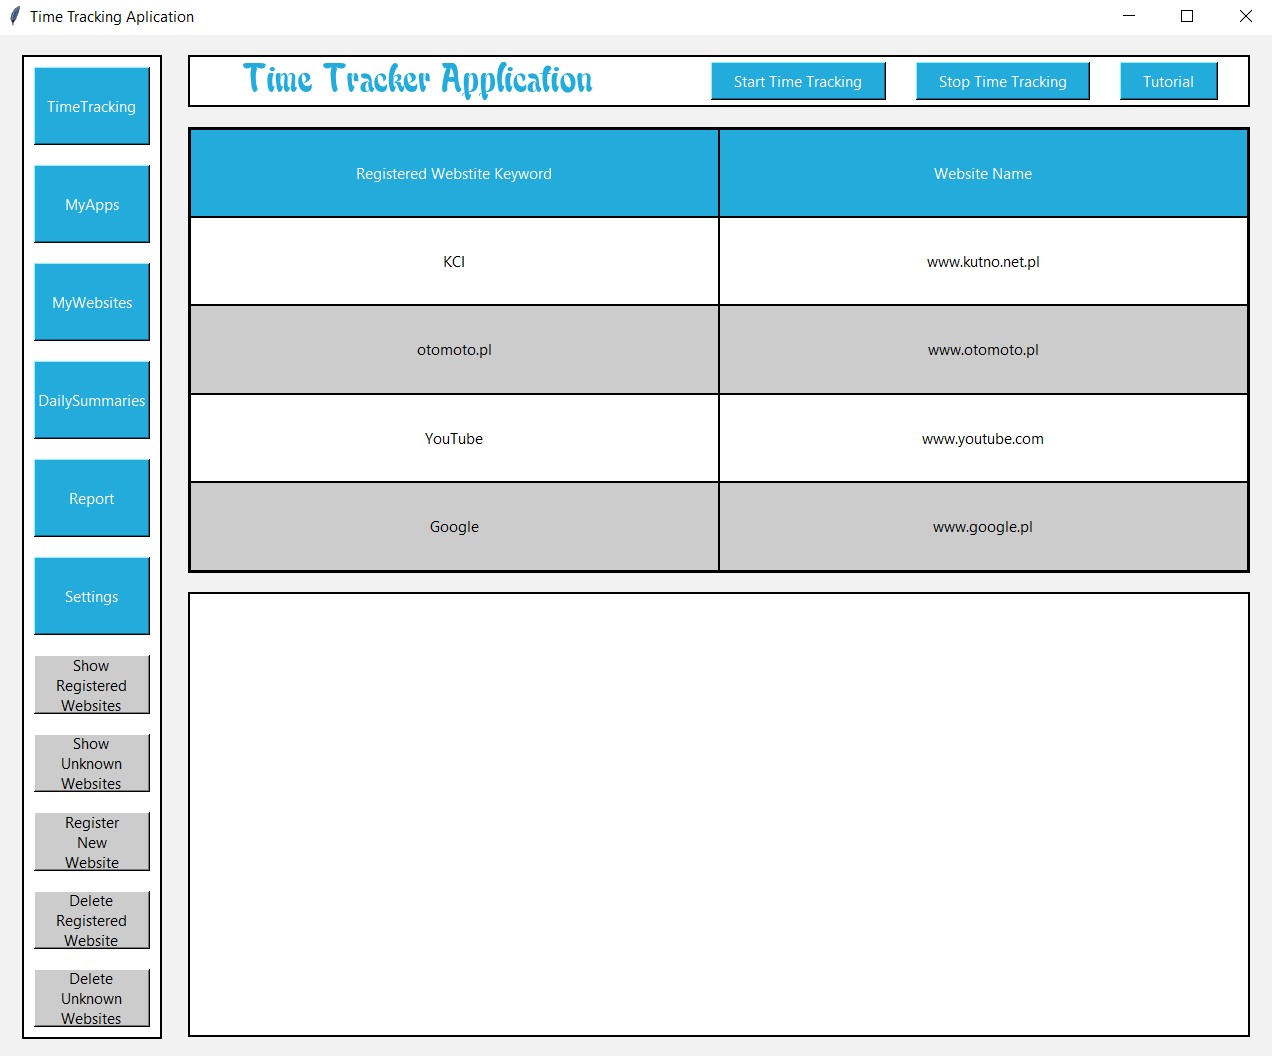 Time Tracking Aplication
Time Tracker Application
Start Time Tracking
Stop Time Tracking
Tutorial
TimeTracking
MyApps
MyWebsites
DailySummaries
Report
Settings
Show
Registered
Websites
Show
Unknown
Websites
Register
New
Website
Delete
Registered
Website
Delete
Unknown
Websites
Registered Webstite Keyword
Website Name
KCI
www.kutno.net.pl
otomoto.pl
www.otomoto.pl
YouTube
www.youtube.com
Google
www.google.pl